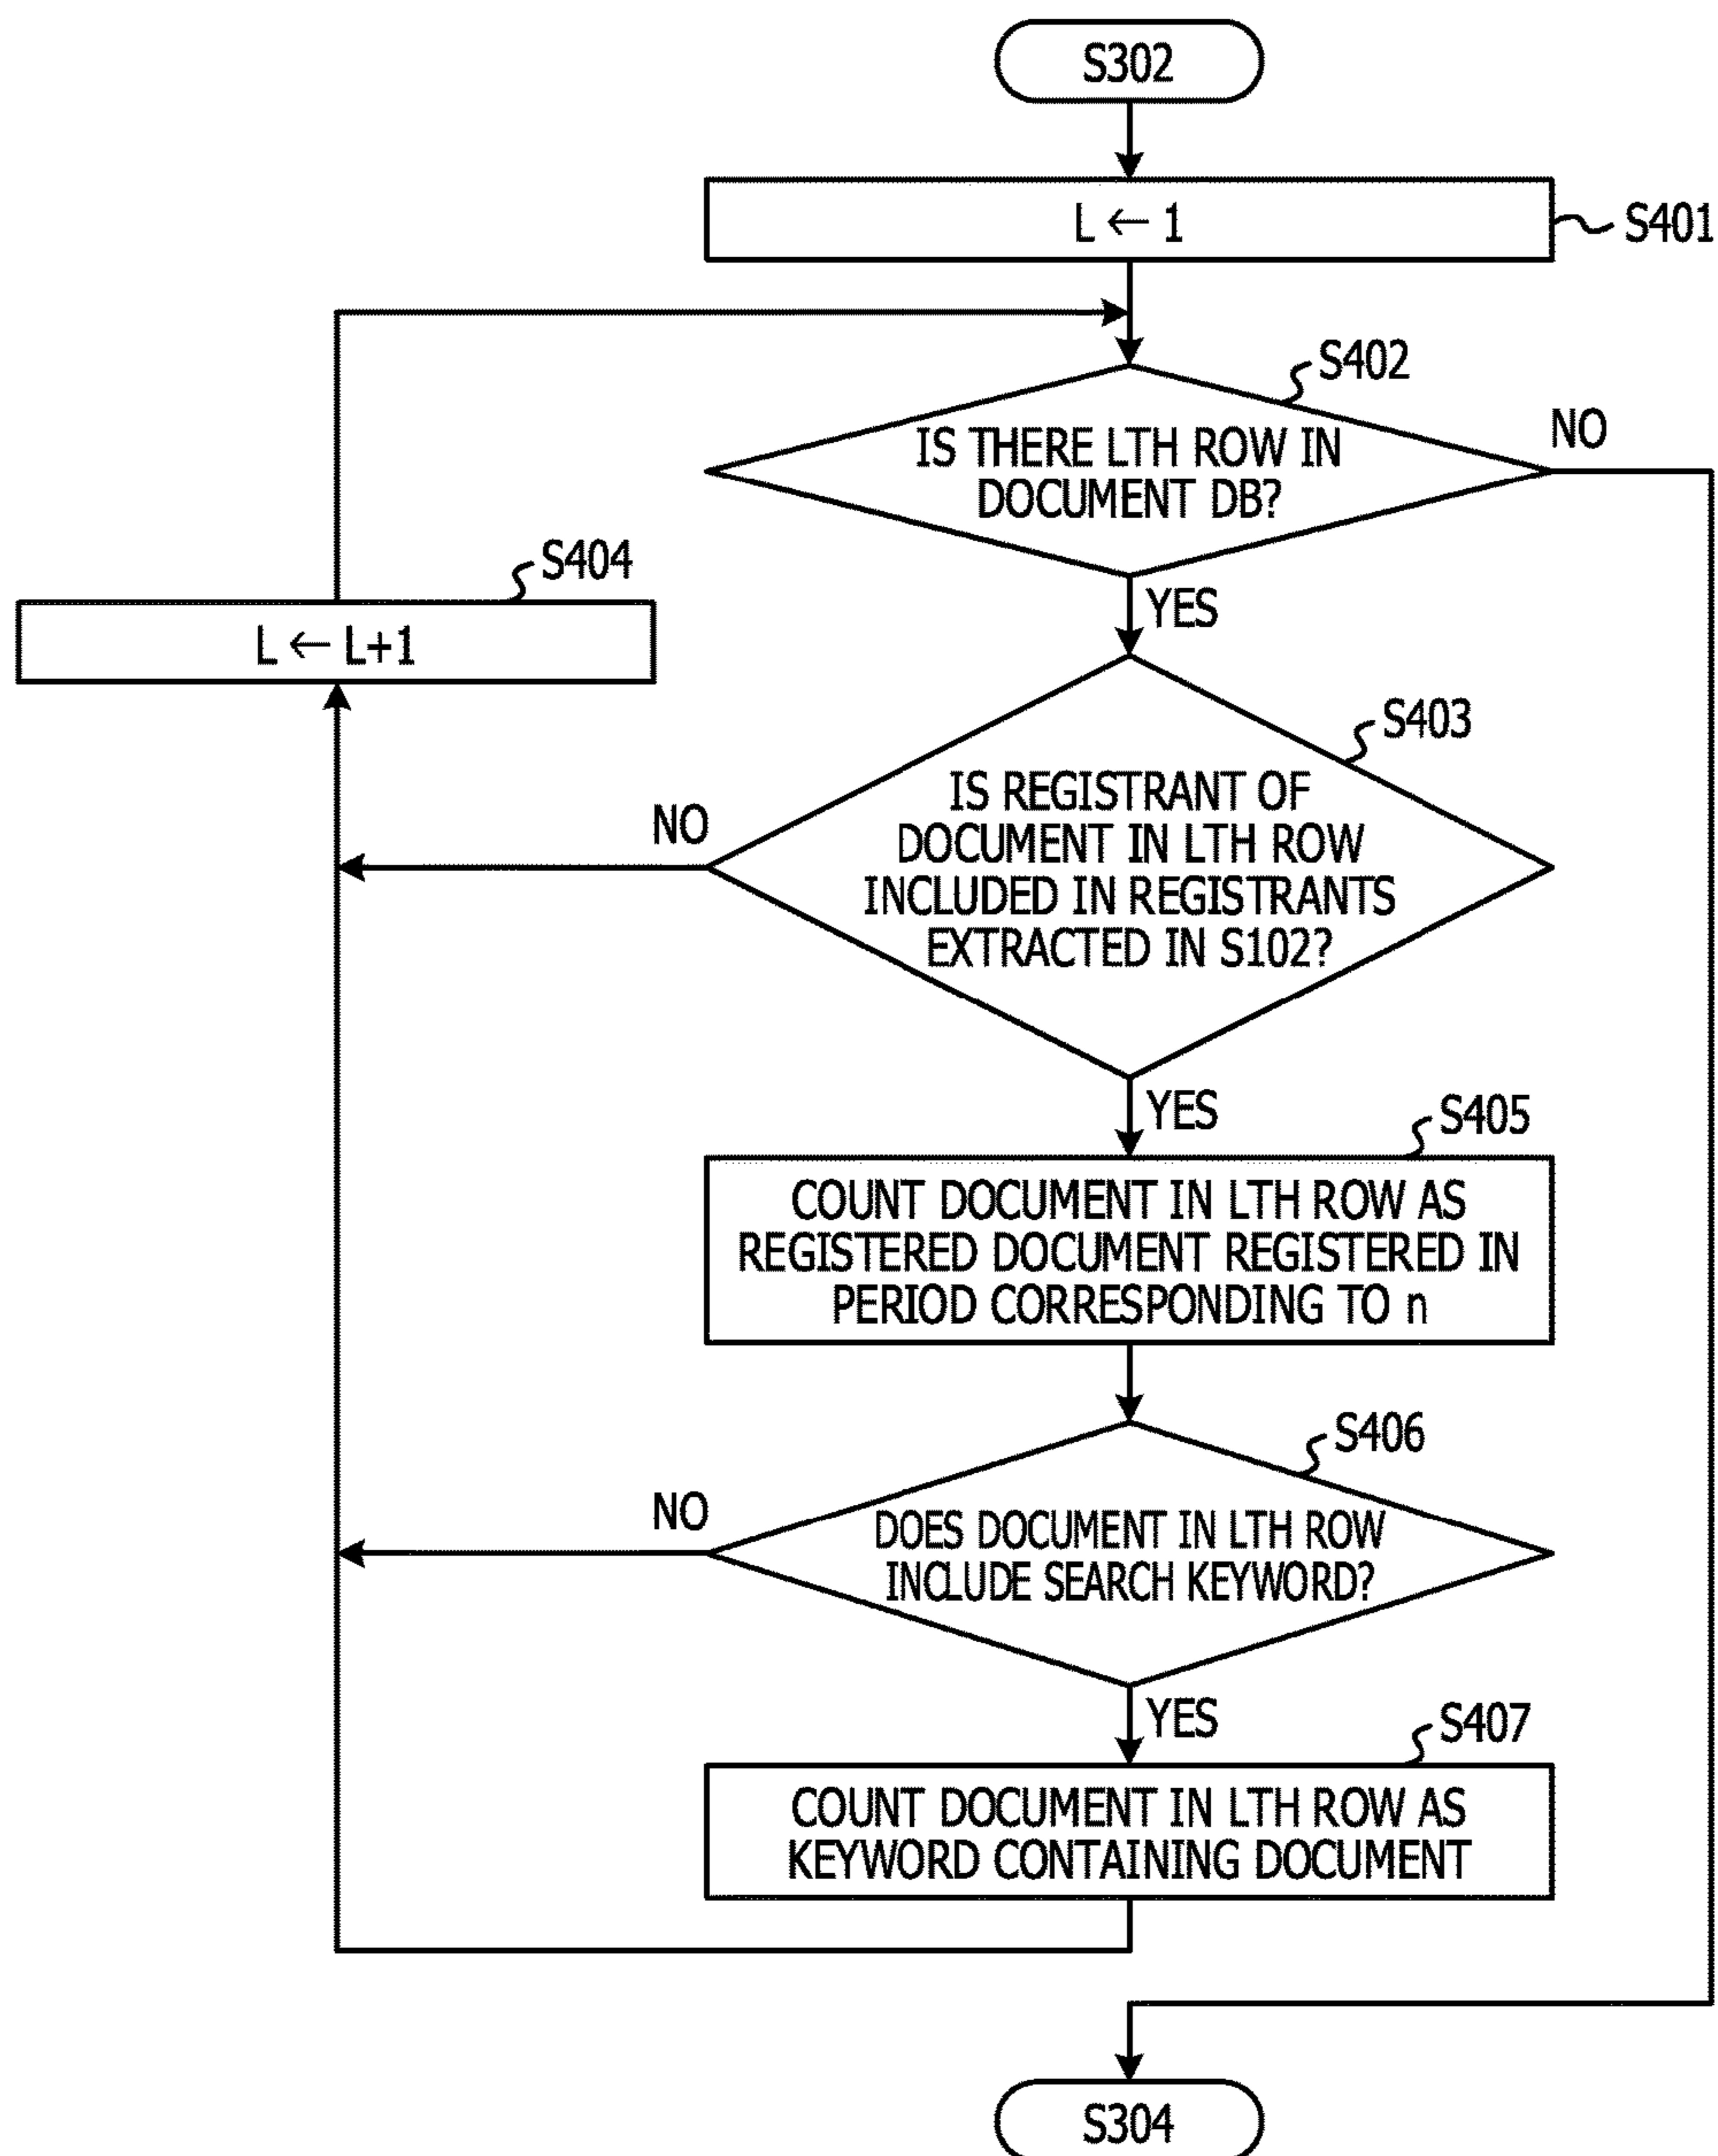 S302
L ← 1
S401
S402
NO
IS THERE LTH ROW IN
DOCUMENT DB?
S404
L ← L+1
YES
S403
NO
IS REGISTRANT OF
DOCUMENT IN LTH ROW
INCLUDED IN REGISTRANTS
EXTRACTED IN S102?
YES
S405
COUNT DOCUMENT IN LTH ROW AS
REGISTERED DOCUMENT REGISTERED IN
PERIOD CORRESPONDING TO n
S406
NO
DOES DOCUMENT IN LTH ROW
INCLUDE SEARCH KEYWORD?
YES
S407
COUNT DOCUMENT IN LTH ROW AS
KEYWORD CONTAINING DOCUMENT
S304